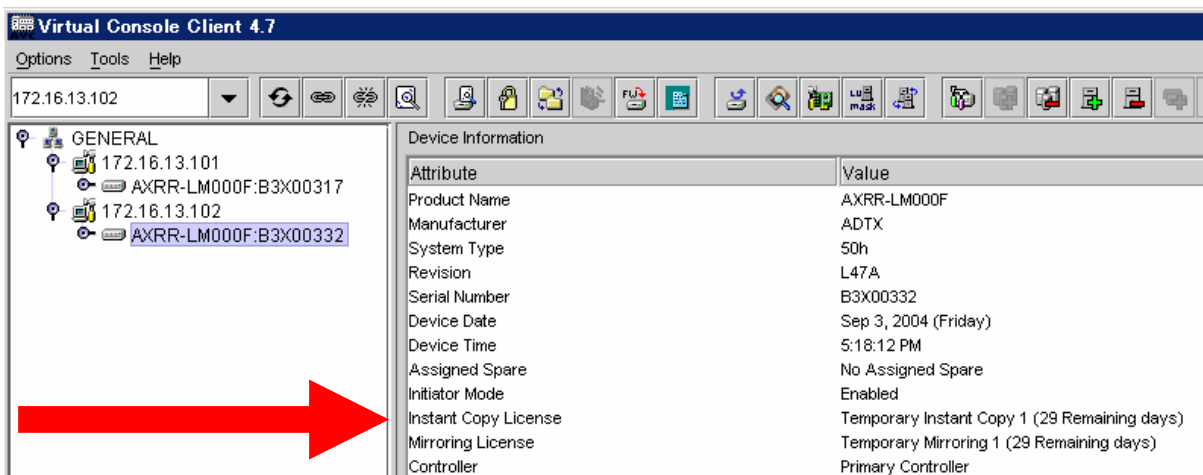 Virtual Console Client 4.7
Options Tools Help
172.16.13.102
FW
LU mask
GENERAL
172.16.13.101
AXRR-LM000F:B3X00317
172.16.13.102
AXRR-LM000F:B3X00332
Device Information
Attribute Value
Product Name AXRR-LM000F
Manufacturer ADTX
System Type 50h
Revision L47A
Serial Number B3X00332
Device Date Sep 3, 2004 (Friday)
Device Time 5:18:12 PM
Assigned Spare No Assigned Spare
Initiator Mode Enabled
Instant Copy License Temporary Instant Copy 1 (29 Remaining days)
Mirroring License Temporary Mirroring 1 (29 Remaining days)
Controller Primary Controller